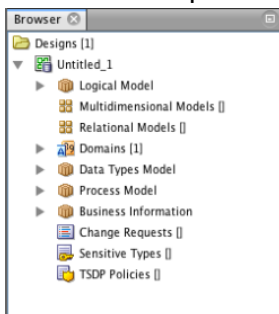 Browser
Designs [1]
Untitled_1
Logical Model
Multidimensional Models []
Relational Models []
Domains [1]
Data Types Model
Process Model
Business Information
Change Requests []
Sensitive Types []
TSDP Policies []